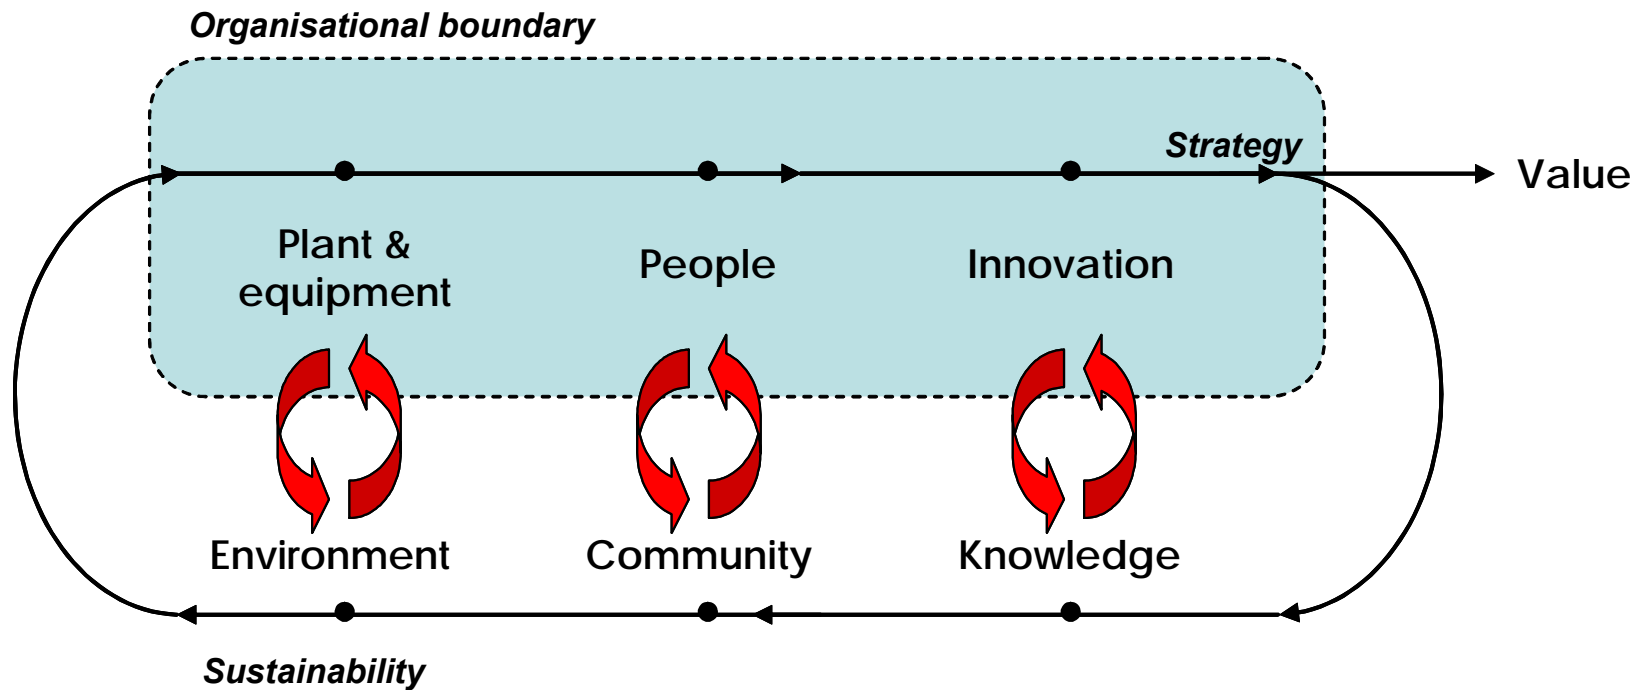 Organisational boundary
Strategy
Value
Plant &
equipment
People
Innovation
Environment
Community
Knowledge
Sustainability